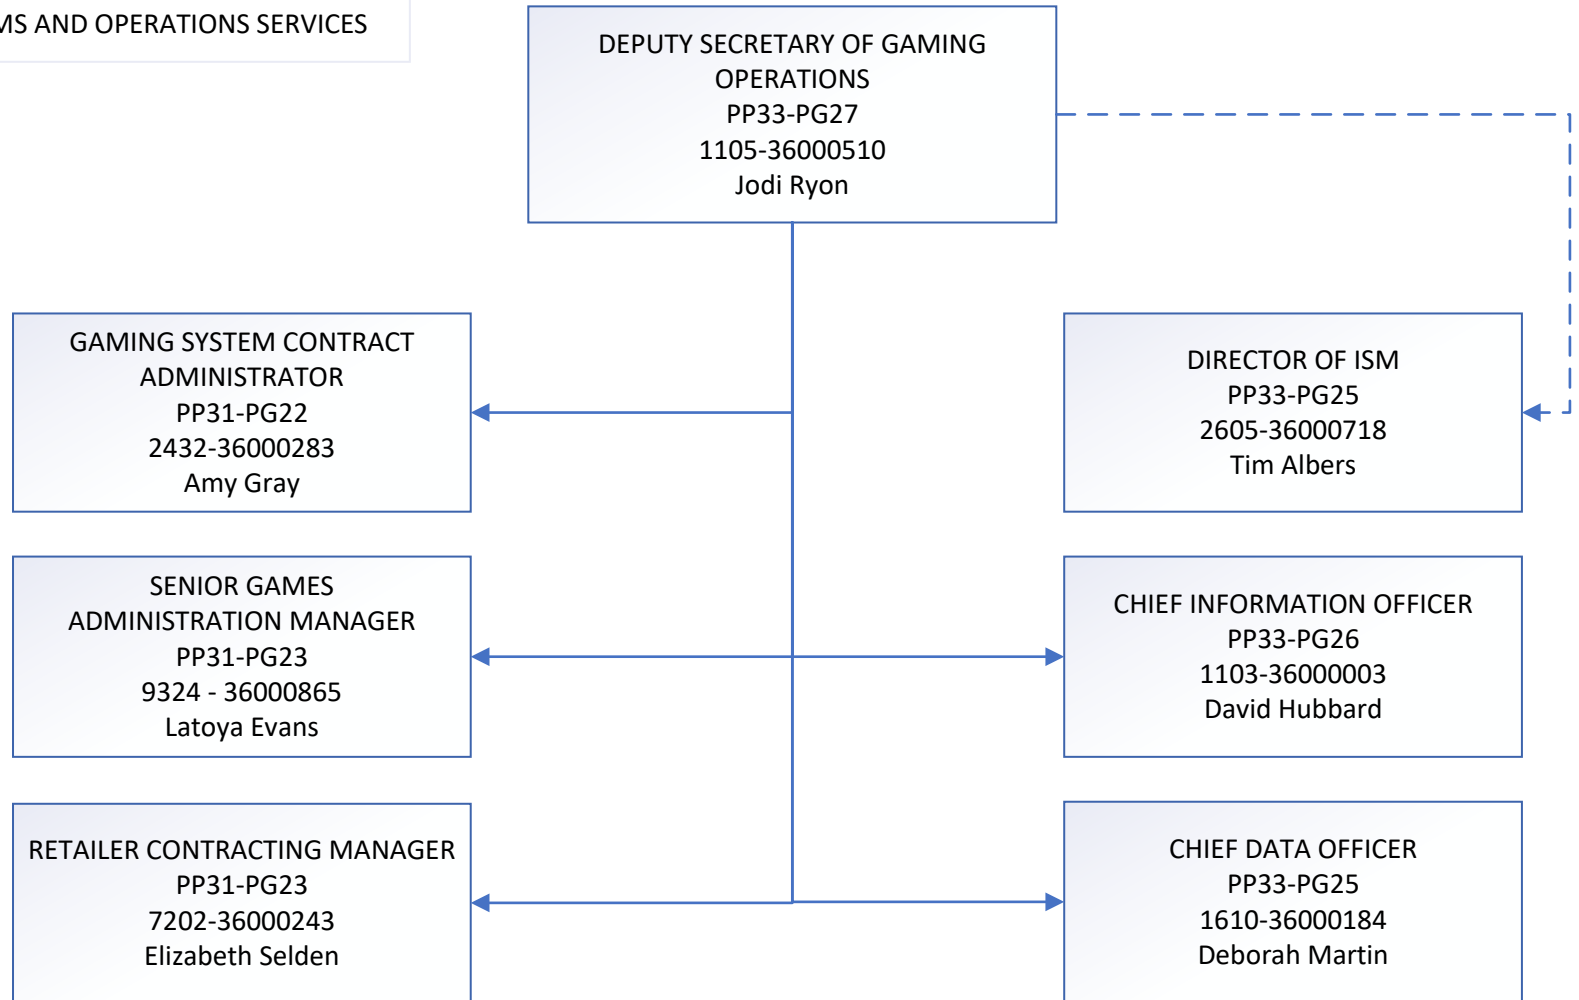 AND OPERATIONS SERVICES
DEPUTY SECRETARY OF GAMING
OPERATIONS
PP33-PG27
1105-36000510
Jodi Ryon
GAMING SYSTEM CONTRACT
ADMINISTRATOR
PP31-PG22
2432-36000283
Amy Gray
DIRECTOR OF ISM
PP33-PG25
2605-36000718
Tim Albers
SENIOR GAMES
ADMINISTRATION MANAGER
PP31-PG23
9324 - 36000865
Latoya Evans
CHIEF INFORMATION OFFICER
PP33-PG26
1103-36000003
David Hubbard
RETAILER CONTRACTING MANAGER
PP31-PG23
7202-36000243
Elizabeth Selden
CHIEF DATA OFFICER
PP33-PG25
1610-36000184
Deborah Martin